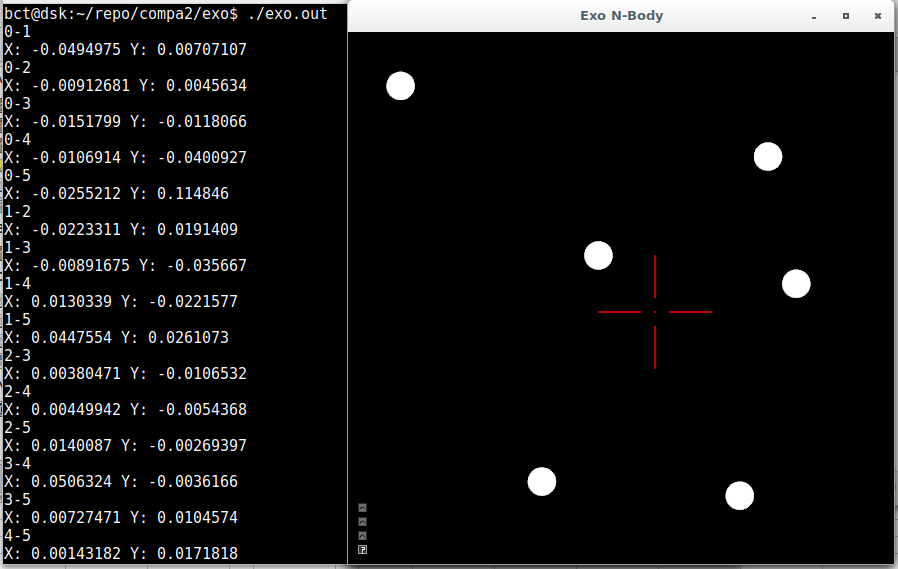 bct@dsk:~/repo/compa2/exo$ ./exo.out
0-1
X: -0.0494975 Y: 0.00707107
0-2
X: -0.00912681 Y: 0.0045634
0-3
X: -0.0151799 Y: -0.0118066
0-4
X: -0.0106914 Y: -0.0400927
0-5
X: -0.0255212 Y: 0.114846
1-2
X: -0.0223311 Y: 0.0191409
1-3
X: -0.00891675 Y: -0.035667
1-4
X: 0.0130339 Y: -0.0221577
1-5
X: 0.0447554 Y: 0.0261073
2-3
X: 0.00380471 Y: -0.0106532
2-4
X: 0.00449942 Y: -0.0054368
2-5
X: 0.0140087 Y: -0.00269397
3-4
X: 0.0506324 Y: -0.0036166
3-5
X: 0.00727471 Y: 0.0104574
4-5
X: 0.00143182 Y: 0.0171818
Exo N-Body
^
^
^
?